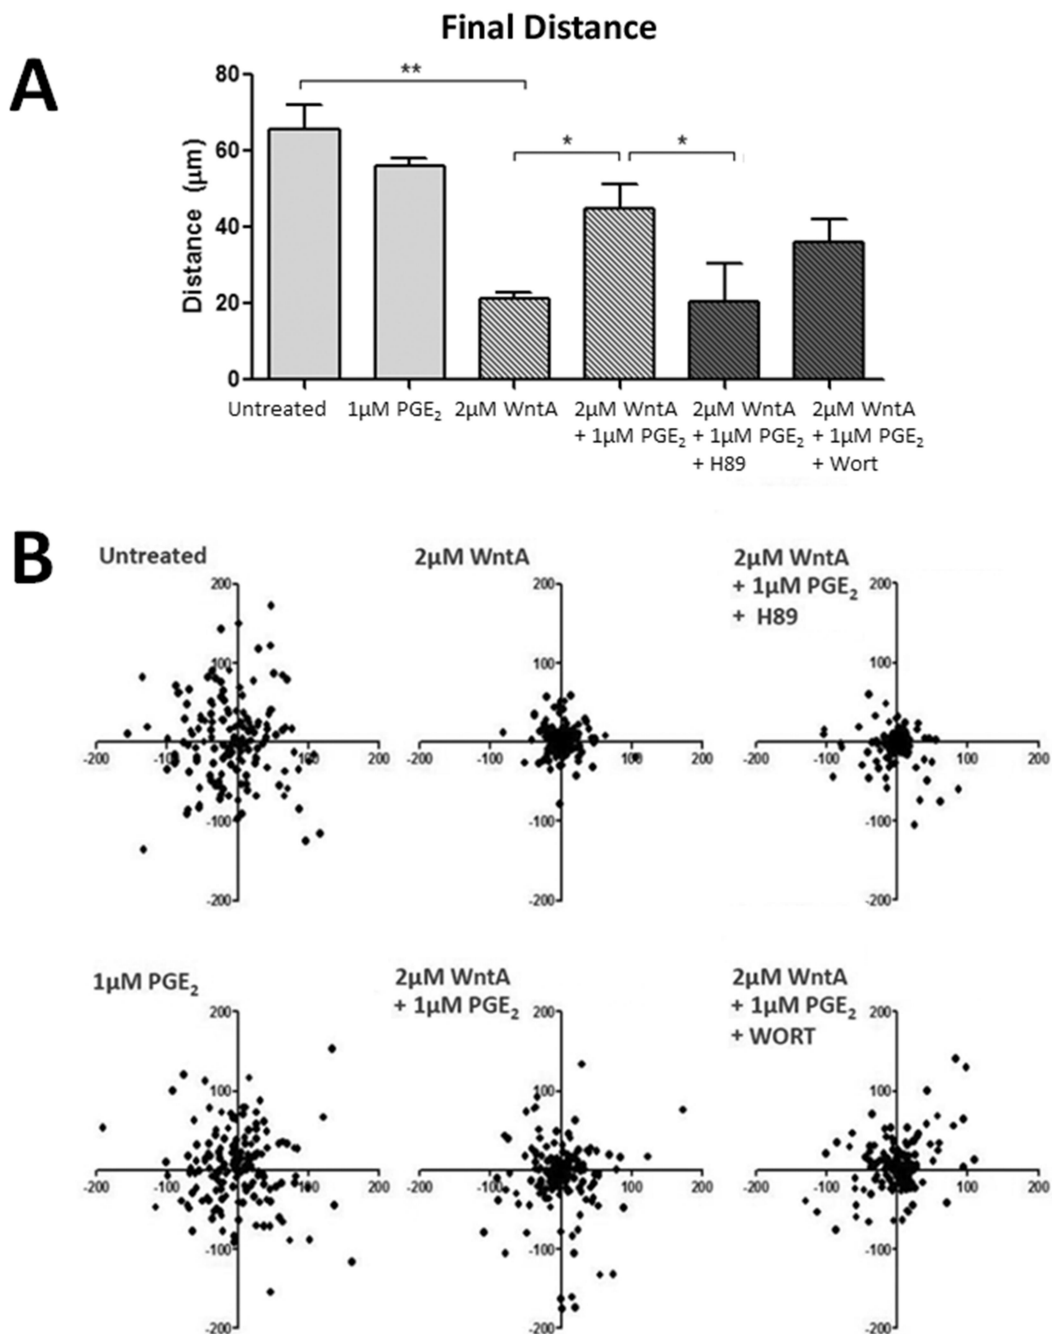 Final Distance
A
**
*
*
Distance (μm)
80
60
40
20
0
Untreated
1μM PGE₂
2μM WntA
2μM WntA
+ 1μM PGE₂
2μM WntA
+ 1μM PGE₂
+ H89
2μM WntA
+ 1μM PGE₂
+ Wort
B
Untreated
200
100
-200
-100
100
200
-100
-200
2μM WntA
200
100
-200
-100
100
200
-100
-200
2μM WntA
+ 1μM PGE₂
+ H89
200
100
-200
-100
100
200
-100
-200
1μM PGE₂
200
100
-200
-100
100
200
-100
-200
2μM WntA
+ 1μM PGE₂
200
100
-200
-100
100
200
-100
-200
2μM WntA
+ 1μM PGE₂
+ WORT
200
100
-200
-100
100
200
-100
-200